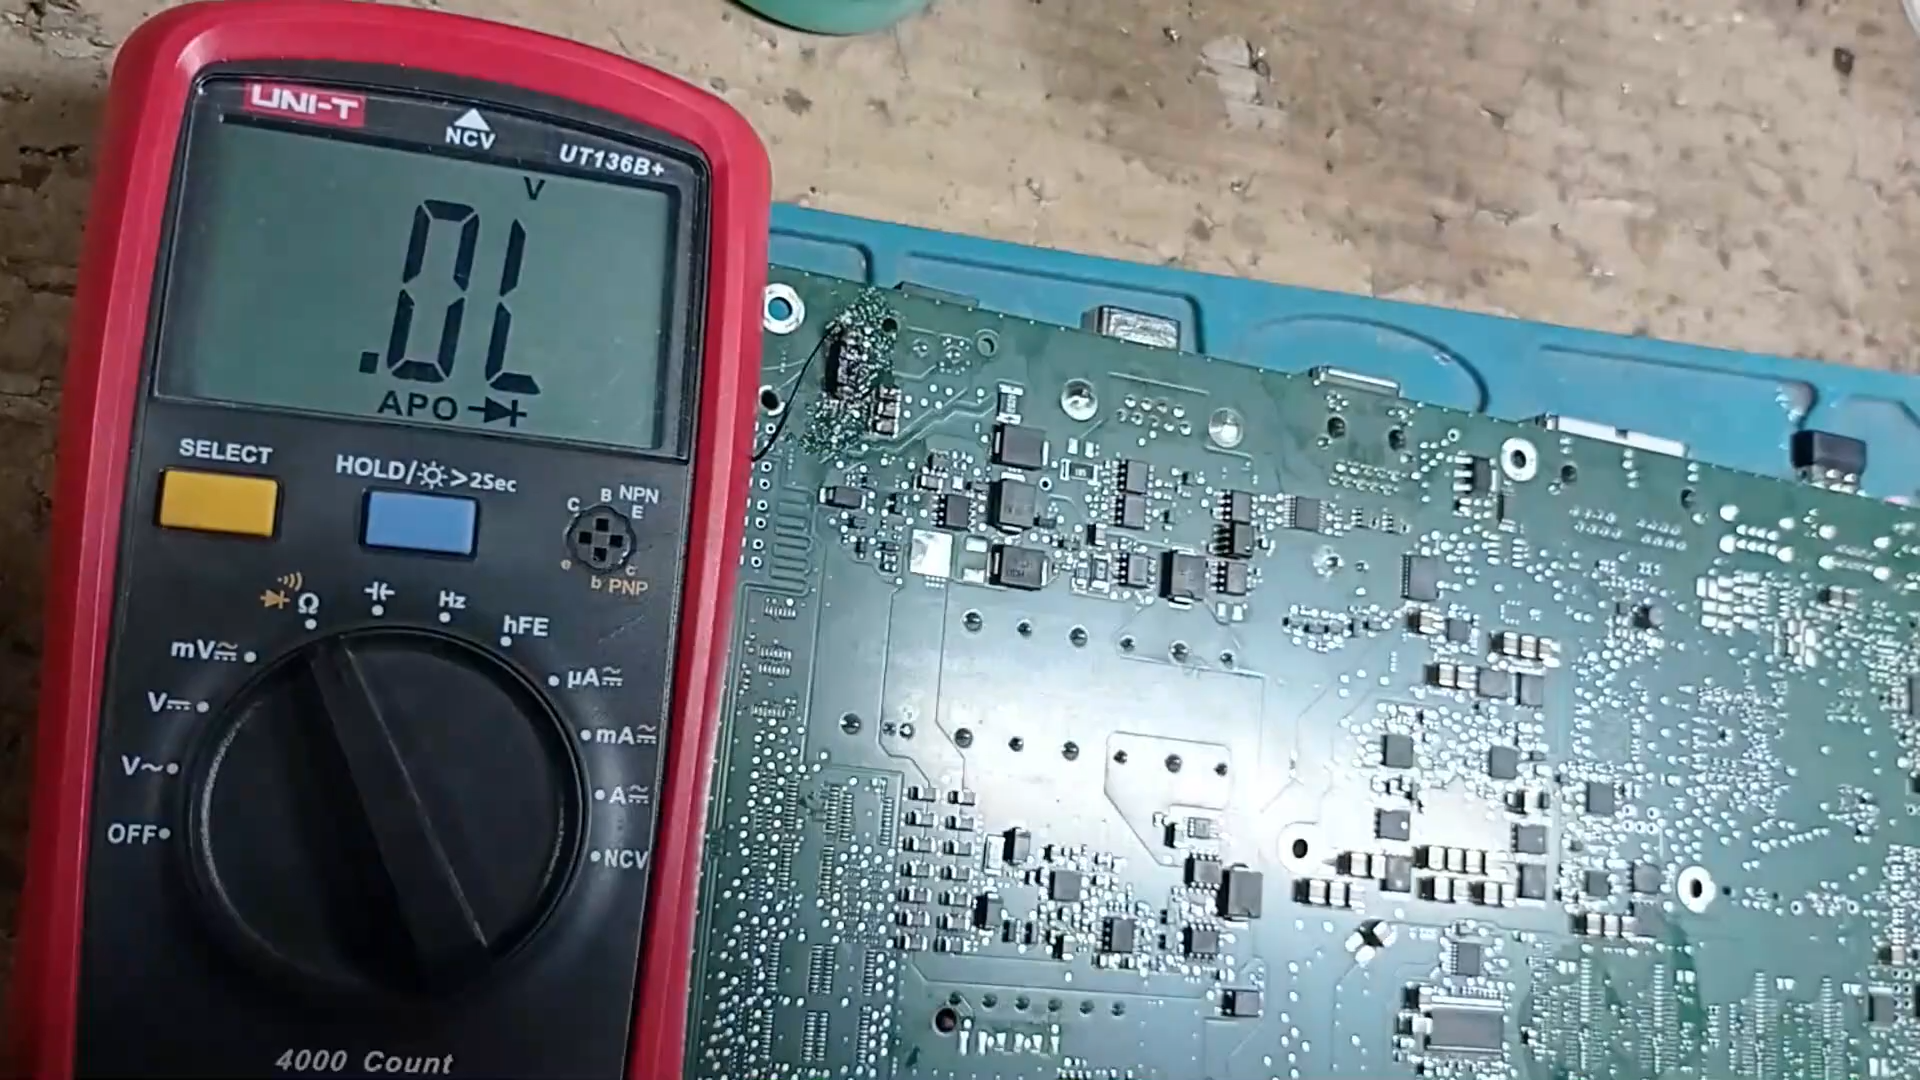 UNI-T
NCV
UT136B+
V
.0L
APO
SELECT
HOLD/ >2Sec
B NPN
C E
e c
b PNP
Ω
Hz
hFE
mV
μA
V
mA
V~
A
OFF
NCV
4000 Count